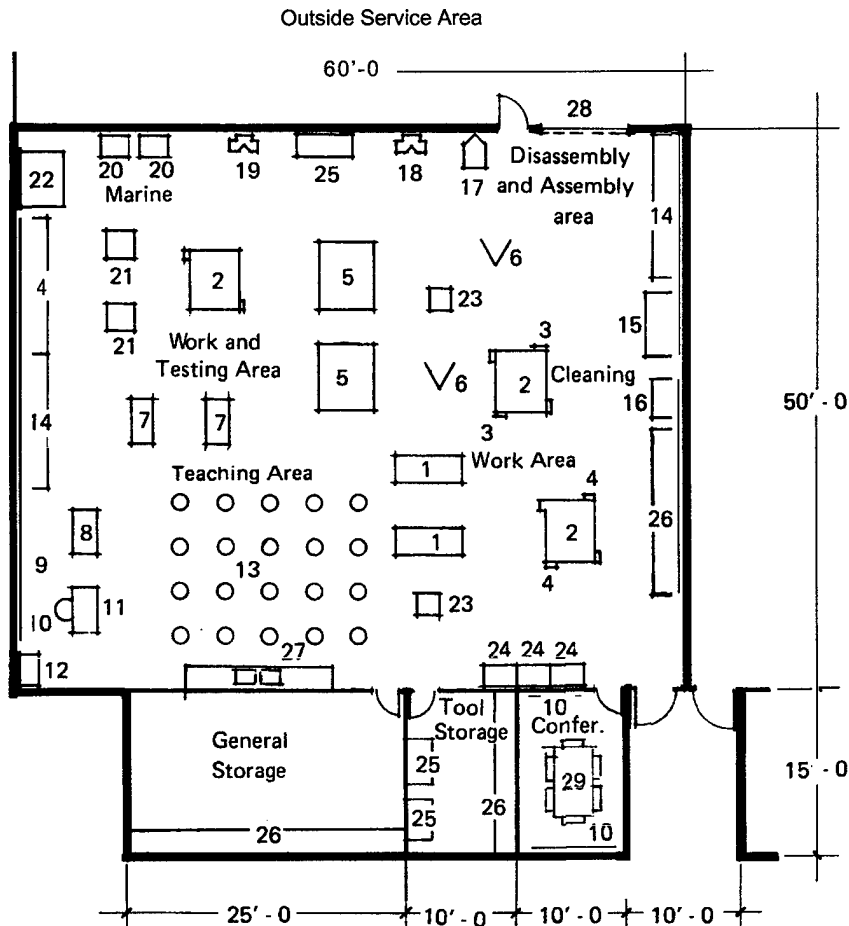 Outside Service Area
60'-0
28
20 20 19 25 18 17
Disassembly
and Assembly
area
22
Marine
14
6
21
2
5
23
4
15
21
3
Work and
Testing Area
5
6
2
Cleaning
16
50'-0
14
7
7
3
Teaching Area
1
Work Area
4
26
8
1
2
9
13
4
10
11
23
12
27
24 24 24
10
Tool
Storage
Confer.
General
Storage
25
29
15'-0
25
26
26
10
25'-0
10'-0
10'-0
10'-0